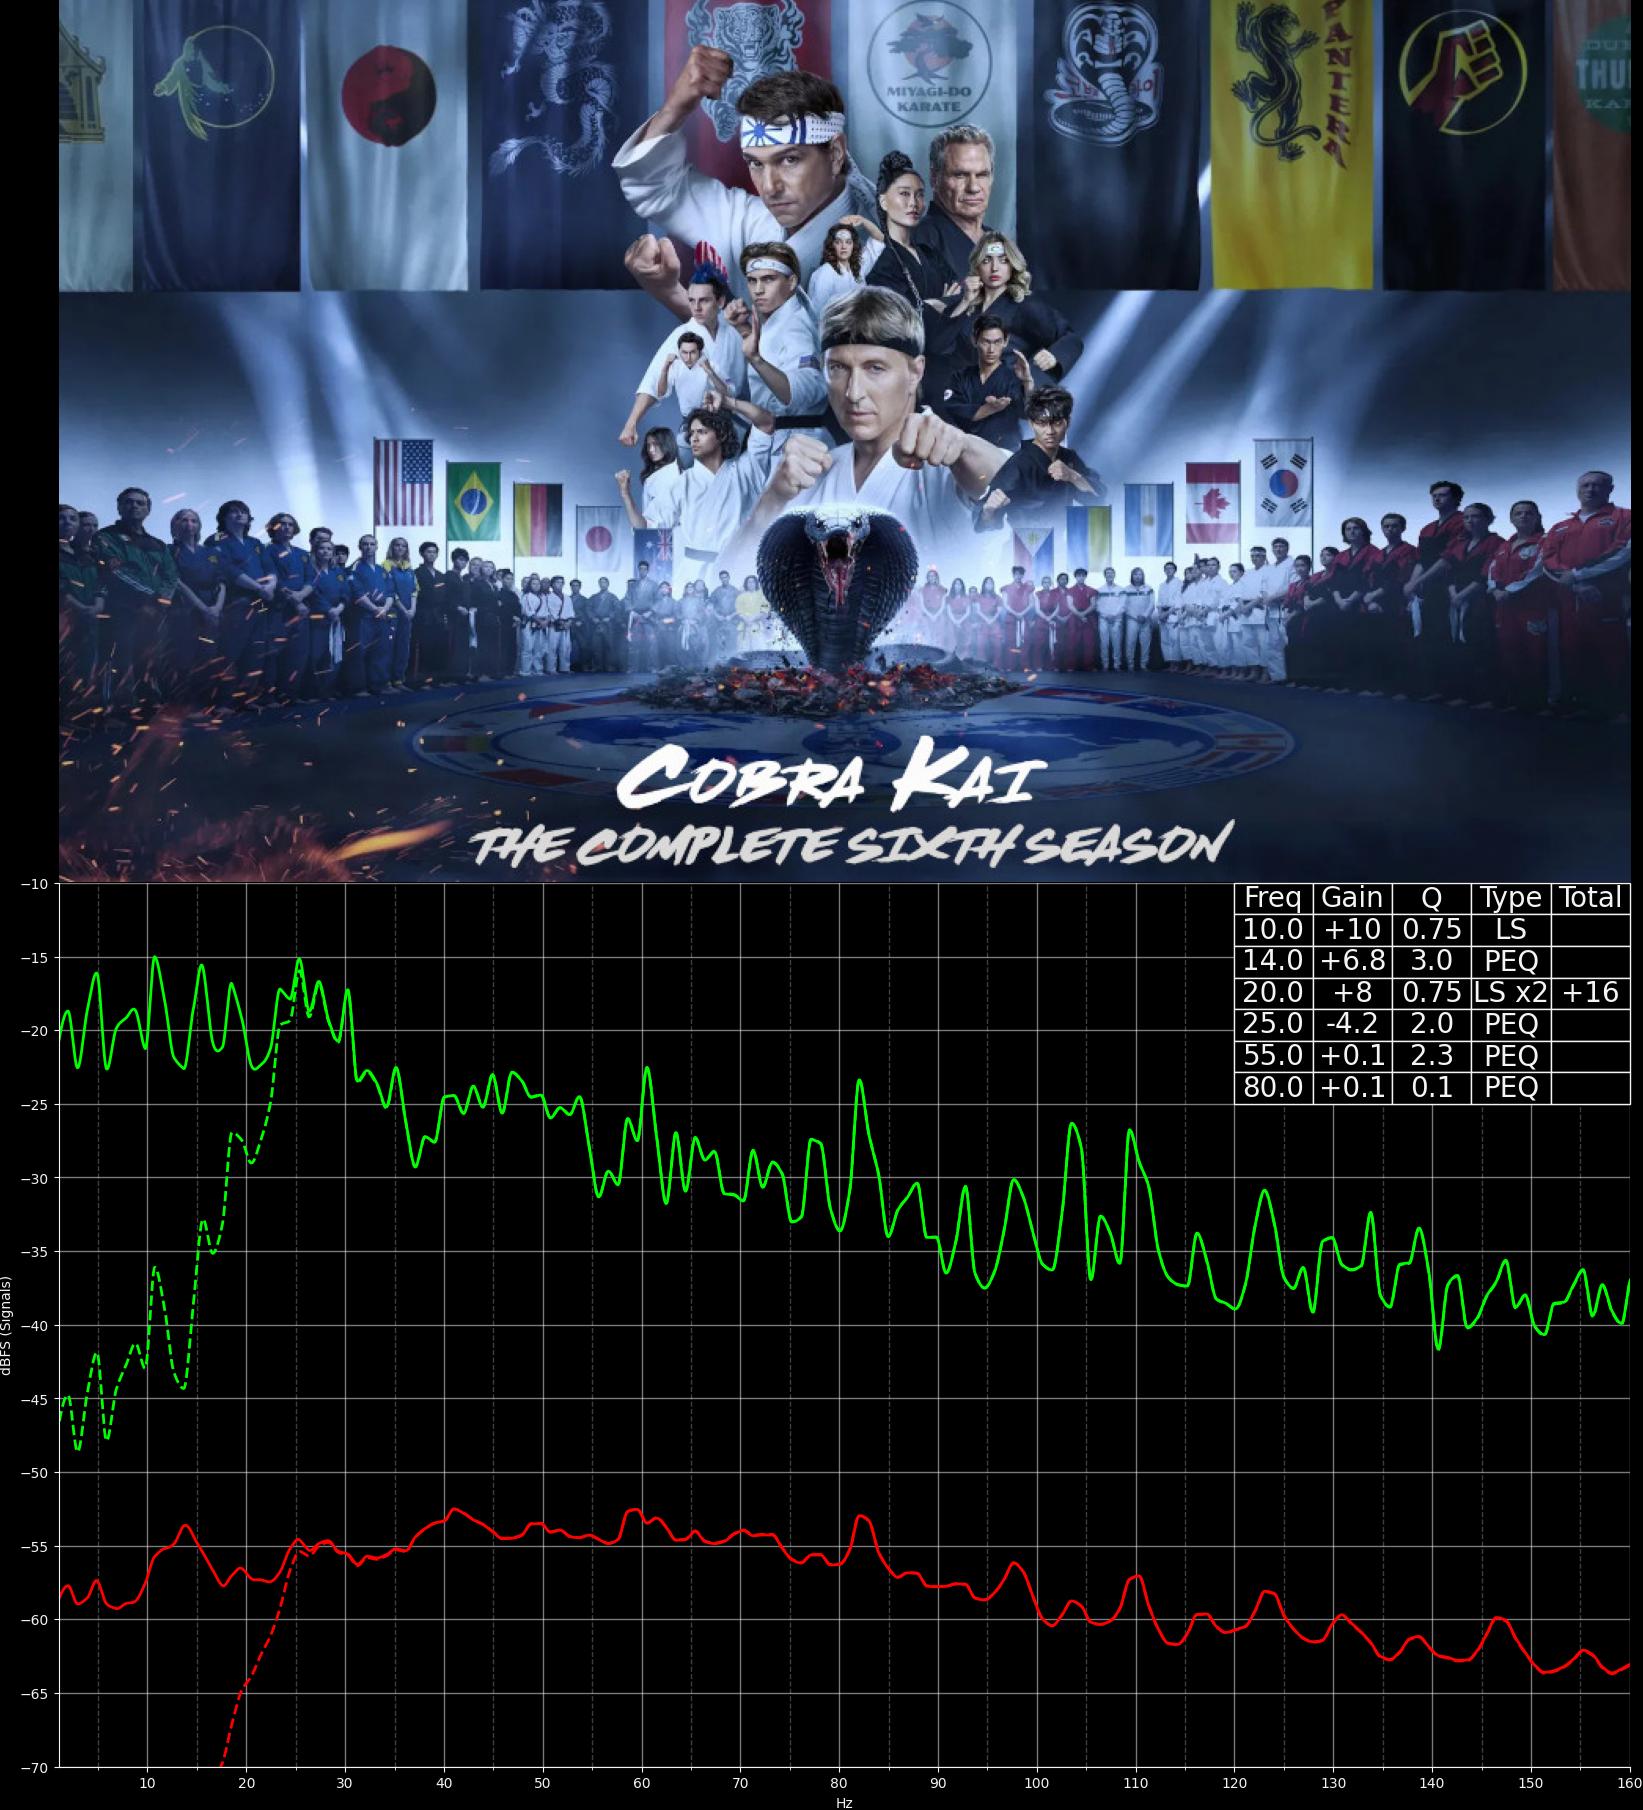 PANTERA
MIYAGI-DO
KARATE
COBRA KAI
THE COMPLETE SIXTH SEASON
Freq Gain Q Type Total
10.0 +10 0.75 LS
14.0 +6.8 3.0 PEQ
20.0 +8 0.75 LS x2 +16
25.0 -4.2 2.0 PEQ
55.0 +0.1 2.3 PEQ
80.0 +0.1 0.1 PEQ
−10
−15
−20
−25
−30
−35
−40
−45
−50
−55
−60
−65
−70
dBFS (Signals)
10 20 30 40 50 60 70 80 90 100 110 120 130 140 150 160
Hz